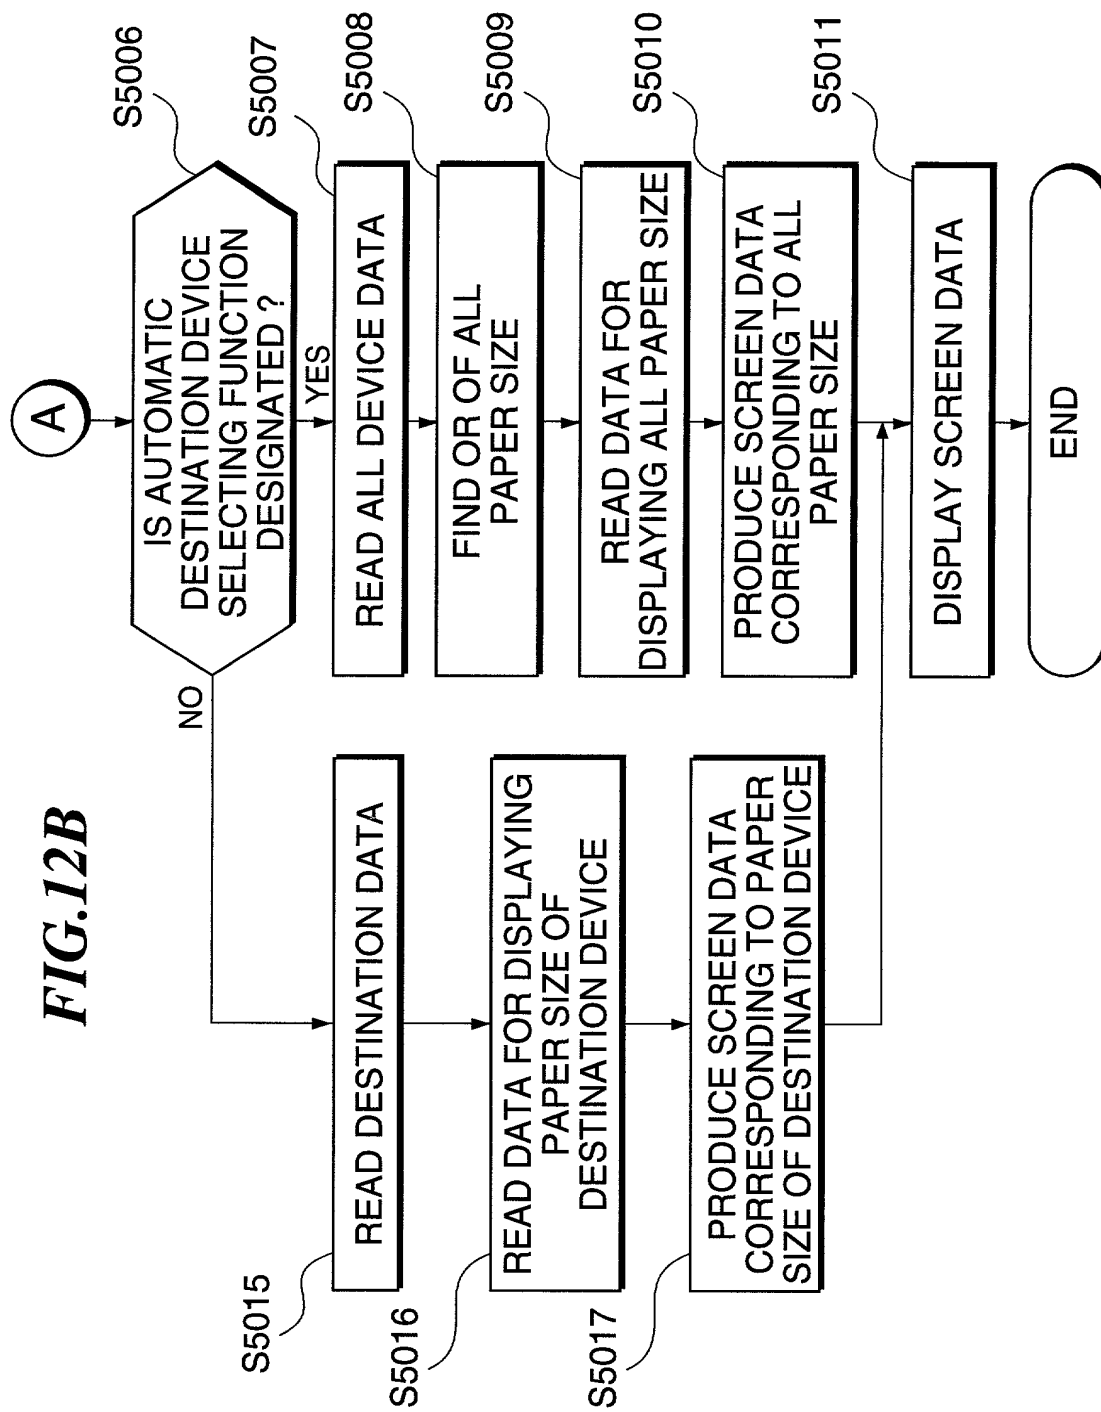 FIG.12B
A
IS AUTOMATIC
DESTINATION DEVICE
SELECTING FUNCTION
DESIGNATED ?
S5006
YES
NO
READ ALL DEVICE DATA
S5007
FIND OR OF ALL
PAPER SIZE
S5008
READ DATA FOR
DISPLAYING ALL PAPER SIZE
S5009
PRODUCE SCREEN DATA
CORRESPONDING TO ALL
PAPER SIZE
S5010
DISPLAY SCREEN DATA
S5011
END
S5015
READ DESTINATION DATA
S5016
READ DATA FOR DISPLAYING
PAPER SIZE OF
DESTINATION DEVICE
S5017
PRODUCE SCREEN DATA
CORRESPONDING TO PAPER
SIZE OF DESTINATION DEVICE